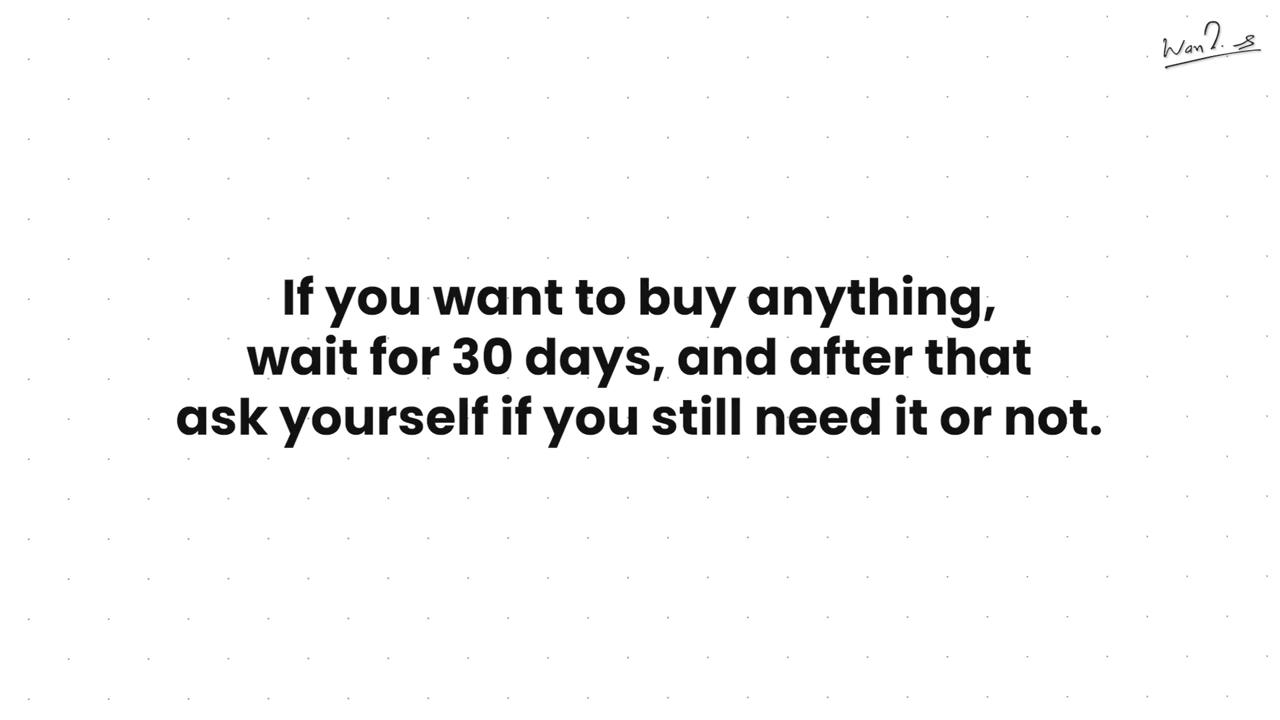 If you want to buy anything,
wait for 30 days, and after that
ask yourself if you still need it or not.